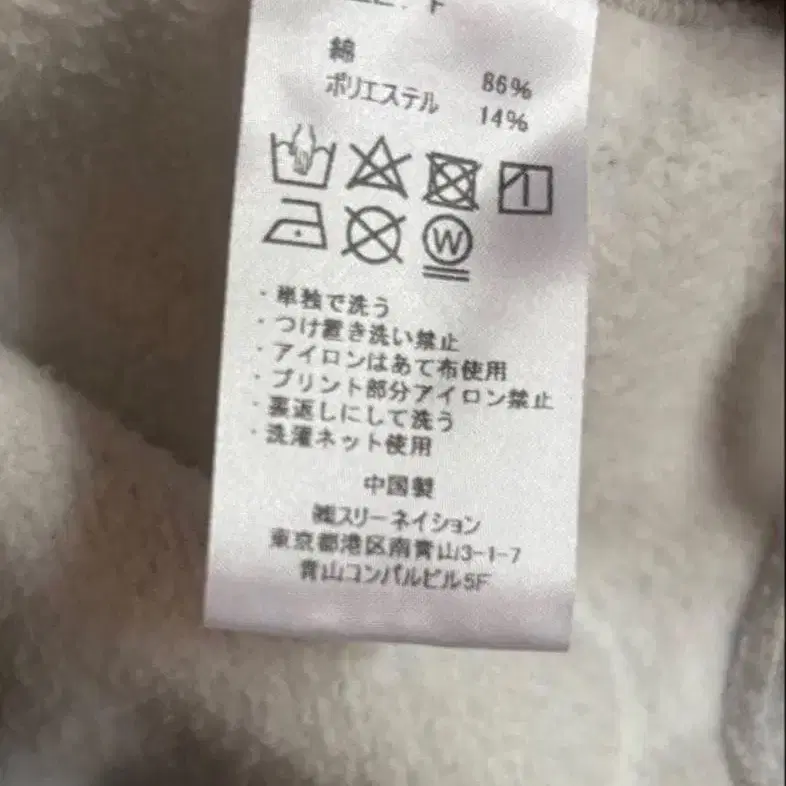 F
綿 86%
ポリエステル 14%
W
・単独で洗う
・つけ置き洗い禁止
・アイロンはあて布使用
・プリント部分アイロン禁止
・裏返しにして洗う
・洗濯ネット使用
中国製
㈱スリーネイション
東京都港区南青山3-1-7
青山コンパルビル5F